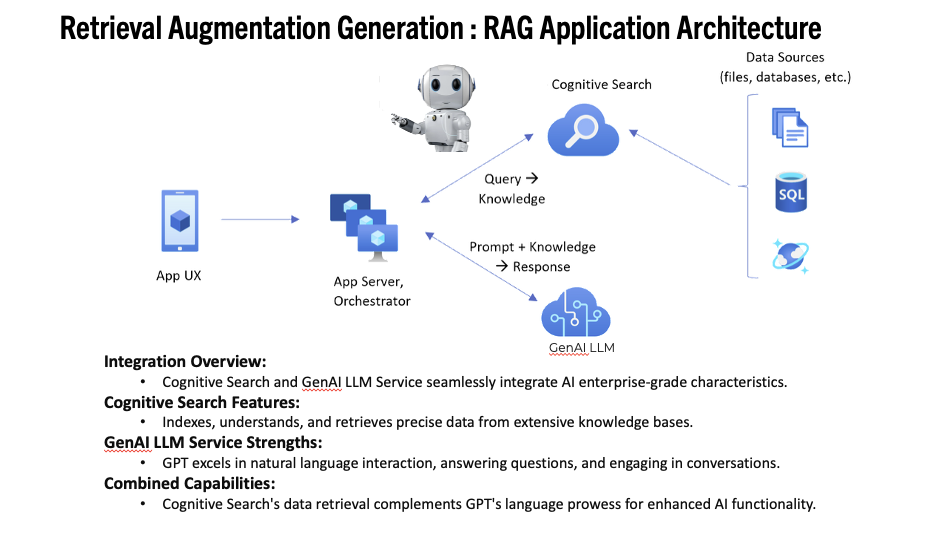 Retrieval Augmentation Generation : RAG Application Architecture
Data Sources
(files, databases, etc.)
Cognitive Search
SQL
Query →
Knowledge
Prompt + Knowledge
→ Response
App UX
App Server,
Orchestrator
GenAI LLM
Integration Overview:
• Cognitive Search and GenAI LLM Service seamlessly integrate AI enterprise-grade characteristics.
Cognitive Search Features:
• Indexes, understands, and retrieves precise data from extensive knowledge bases.
GenAI LLM Service Strengths:
• GPT excels in natural language interaction, answering questions, and engaging in conversations.
Combined Capabilities:
• Cognitive Search's data retrieval complements GPT's language prowess for enhanced AI functionality.